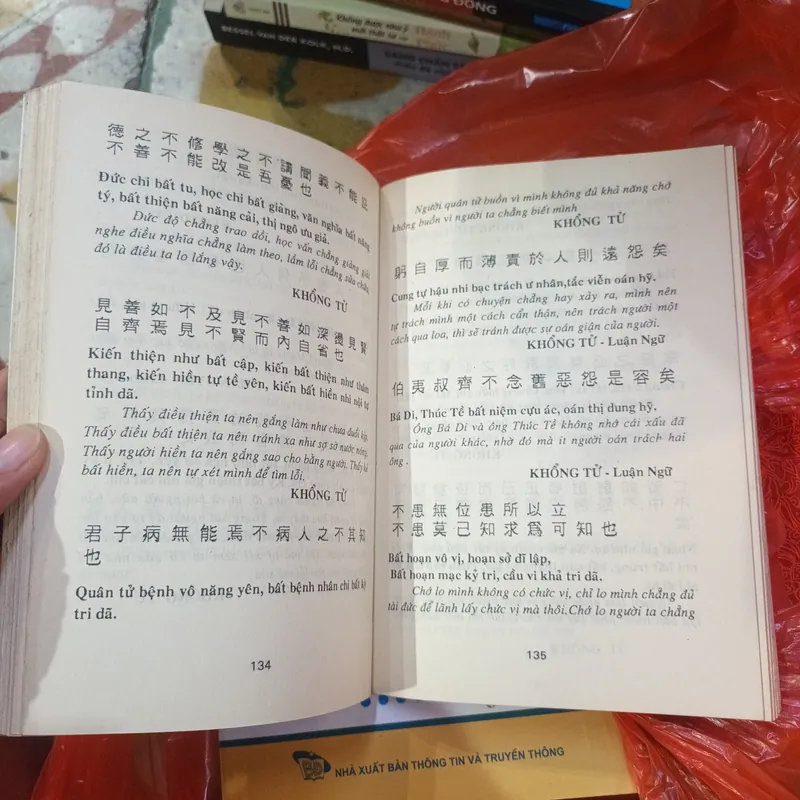 Không được như ý
德之不修學之不講聞義不能
不善不能改是吾憂也
Đức chi bất tu, học chi bất giảng, văn nghĩa bất năng
tỷ, bất thiện bất năng cải, thị ngô ưu giả.
Đức độ chẳng trao dồi, học vấn chẳng giảng giải
nghe điều nghĩa chẳng làm theo, lầm lỗi chẳng sửa chữa,
đó là điều ta lo lắng vậy.
KHỔNG TỬ
見善如不及見不善如深燙見賢
自齊焉見不賢而內自省也
Kiến thiện như bất cập, kiến bất thiện như thám
thang, kiến hiền tự tề yên, kiến bất hiền nhi nội tự
tỉnh dã.
Thấy điều thiện ta nên gắng làm như chưa đuổi kịp,
Thấy điều bất thiện ta nên tránh xa như sợ sờ nước nóng,
Thấy người hiền ta nên gắng sao cho bằng người. Thấy kẻ
bất hiền, ta nên tự xét mình để tìm lỗi.
KHỔNG TỬ
君子病無能焉不病人之不其知
也
Quân tử bệnh vô năng yên, bất bệnh nhân chi bất kỷ
tri dã.
134
Người quân tử buồn vì mình không đủ khả năng chớ
không buồn vì người ta chẳng biết mình
KHỔNG TỬ
躬自厚而薄責於人則遠怨矣
Cung tự hậu nhi bạc trách ư nhân,tắc viễn oán hỹ.
Mỗi khi có chuyện chẳng hay xảy ra, mình nên
tự trách mình một cách cẩn thận, nên trách người một
cách qua loa, thì sẽ tránh được sự oán giận của người.
KHỔNG TỬ - Luận Ngữ
伯夷叔齊不念舊惡怨是容矣
Bá Di, Thúc Tề bất niệm cựu ác, oán thị dung hỹ.
Ông Bá Di và ông Thúc Tề không nhớ cái xấu đã
qua của người khác, nhờ đó mà ít người oán trách hai
ông .
KHỔNG TỬ - Luận Ngữ
不患無位患所以立
不患莫己知求爲可知也
Bất hoạn vô vị, hoạn sở dĩ lập,
Bất hoạn mạc kỷ tri, cầu vi khả tri dã.
Chớ lo mình không có chức vị, chỉ lo mình chẳng đủ
tài đức để lãnh lấy chức vị mà thôi.Chớ lo người ta chẳng
135
NHÀ XUẤT BẢN THÔNG TIN VÀ TRUYỀN THÔNG